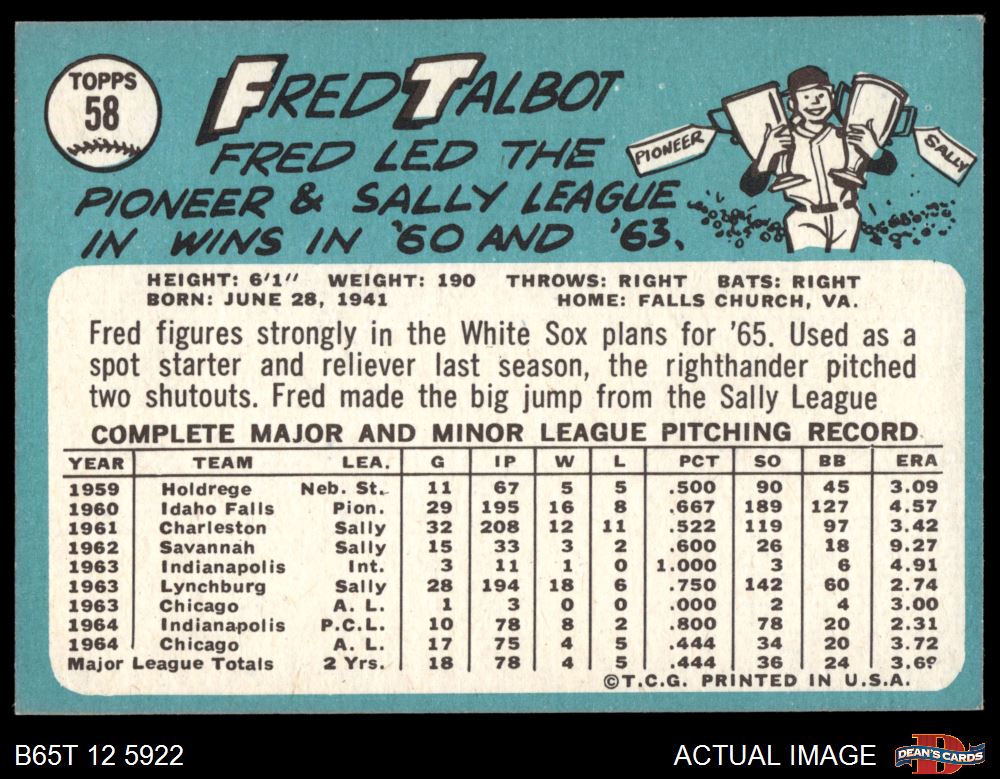 TOPPS
58
FRED TALBOT
FRED LED THE
PIONEER & SALLY LEAGUE
IN WINS IN '60 AND '63.
PIONEER
SALLY
HEIGHT: 6'1" WEIGHT: 190 THROWS: RIGHT BATS: RIGHT
BORN: JUNE 28, 1941 HOME: FALLS CHURCH, VA.
Fred figures strongly in the White Sox plans for '65. Used as a
spot starter and reliever last season, the righthander pitched
two shutouts. Fred made the big jump from the Sally League
COMPLETE MAJOR AND MINOR LEAGUE PITCHING RECORD
YEAR TEAM LEA. G IP W L PCT SO BB ERA
1959 Holdrege Neb. St. 11 67 5 5 .500 90 45 3.09
1960 Idaho Falls Pion. 29 195 16 8 .667 189 127 4.57
1961 Charleston Sally 32 208 12 11 .522 119 97 3.42
1962 Savannah Sally 15 33 3 2 .600 26 18 9.27
1963 Indianapolis Int. 3 11 1 0 1.000 3 6 4.91
1963 Lynchburg Sally 28 194 18 6 .750 142 60 2.74
1963 Chicago A. L. 1 3 0 0 .000 2 4 3.00
1964 Indianapolis P.C.L. 10 78 8 2 .800 78 20 2.31
1964 Chicago A. L. 17 75 4 5 .444 34 20 3.72
Major League Totals 2 Yrs. 18 78 4 5 .444 36 24 3.69
©T.C.G. PRINTED IN U.S.A.
B65T 12 5922
ACTUAL IMAGE
DEAN'S CARDS